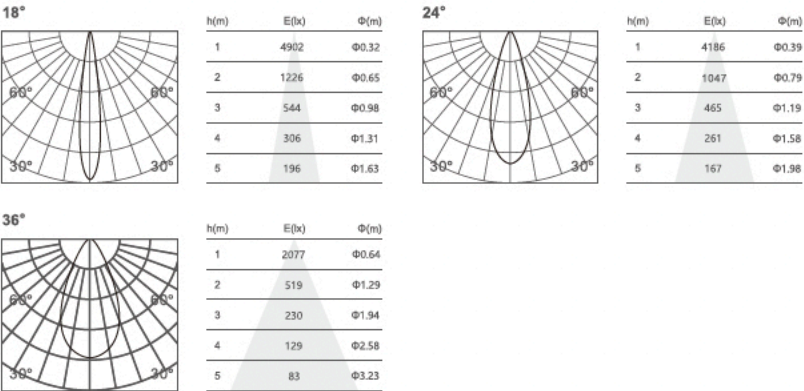 18°
60° 60°
30° 30°
h(m) E(lx) Φ(m)
1 4902 Φ0.32
2 1226 Φ0.65
3 544 Φ0.98
4 306 Φ1.31
5 196 Φ1.63
24°
60° 60°
30° 30°
h(m) E(lx) Φ(m)
1 4186 Φ0.39
2 1047 Φ0.79
3 465 Φ1.19
4 261 Φ1.58
5 167 Φ1.98
36°
60° 60°
30° 30°
h(m) E(lx) Φ(m)
1 2077 Φ0.64
2 519 Φ1.29
3 230 Φ1.94
4 129 Φ2.58
5 83 Φ3.23